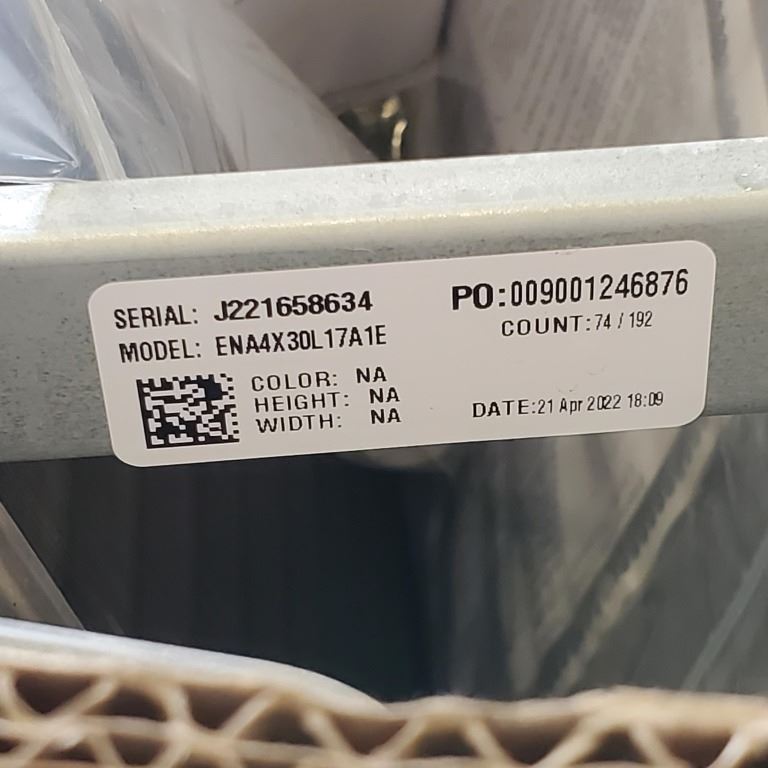 SERIAL: J221658634
MODEL: ENA4X30L17A1E
COLOR: NA
HEIGHT: NA
WIDTH: NA
PO:009001246876
COUNT:74 / 192
DATE:21 Apr 2022 18:09